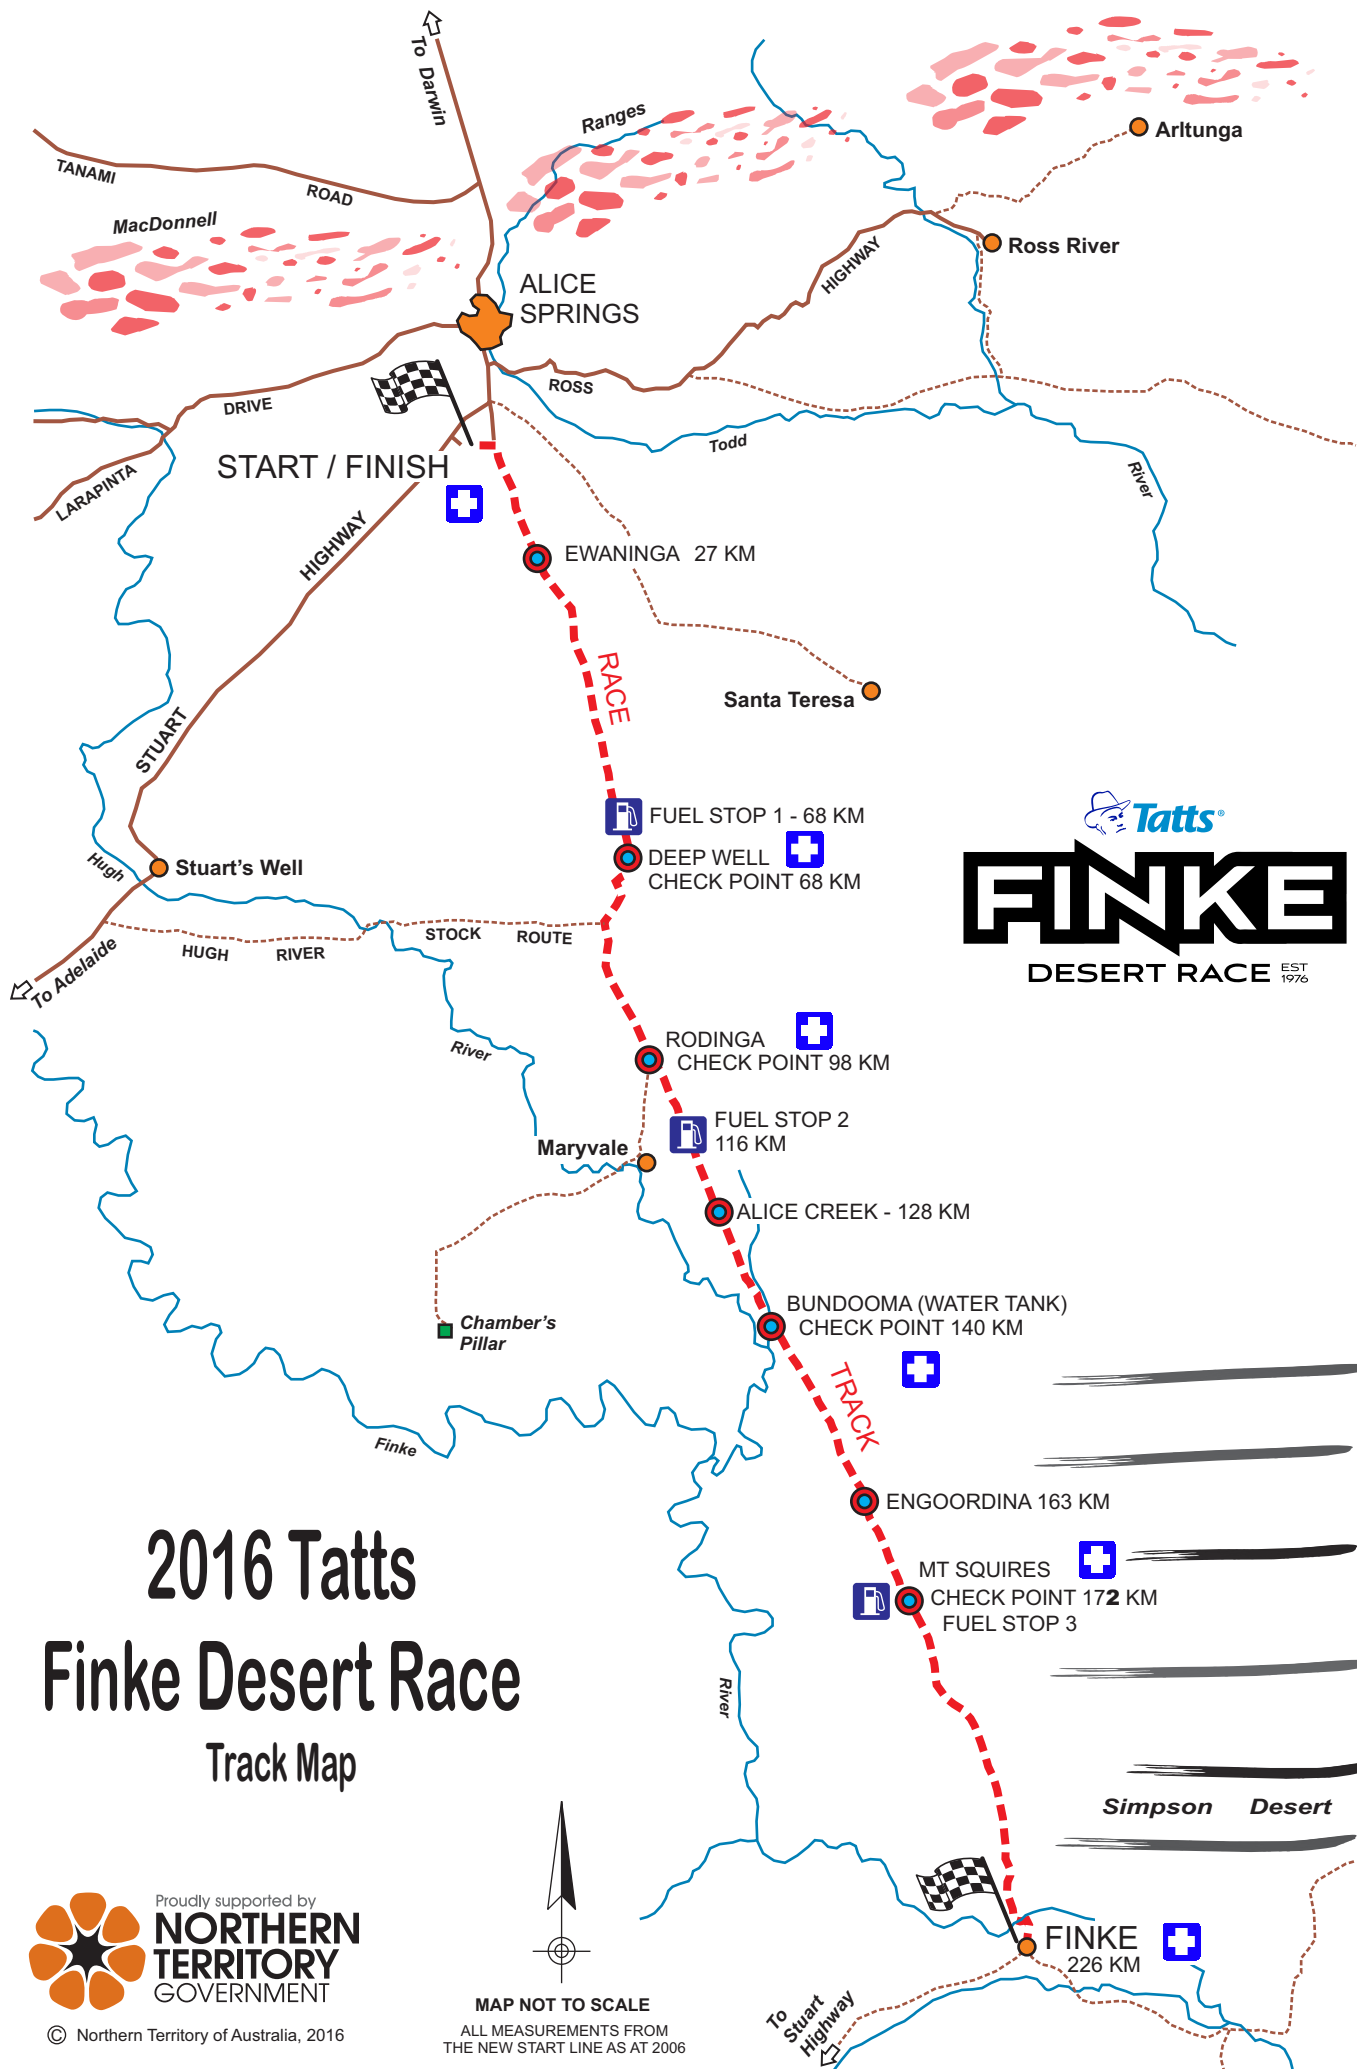 To Darwin
Ranges
Arltunga
TANAMI ROAD
MacDonnell
Ross River
HIGHWAY
ALICE
SPRINGS
ROSS
DRIVE
Todd
River
START / FINISH
LARAPINTA
HIGHWAY
EWANINGA 27 KM
RACE
Santa Teresa
STUART
FUEL STOP 1 - 68 KM
DEEP WELL
CHECK POINT 68 KM
Tatts®
FINKE
DESERT RACE EST
1976
Hugh
Stuart's Well
STOCK ROUTE
HUGH RIVER
To Adelaide
River
RODINGA
CHECK POINT 98 KM
FUEL STOP 2
116 KM
Maryvale
ALICE CREEK - 128 KM
BUNDOOMA (WATER TANK)
CHECK POINT 140 KM
Chamber's
Pillar
TRACK
Finke
ENGOORDINA 163 KM
MT SQUIRES
CHECK POINT 172 KM
FUEL STOP 3
River
2016 Tatts
Finke Desert Race
Track Map
Simpson Desert
FINKE
226 KM
To
Stuart
Highway
Proudly supported by
NORTHERN
TERRITORY
GOVERNMENT
© Northern Territory of Australia, 2016
MAP NOT TO SCALE
ALL MEASUREMENTS FROM
THE NEW START LINE AS AT 2006